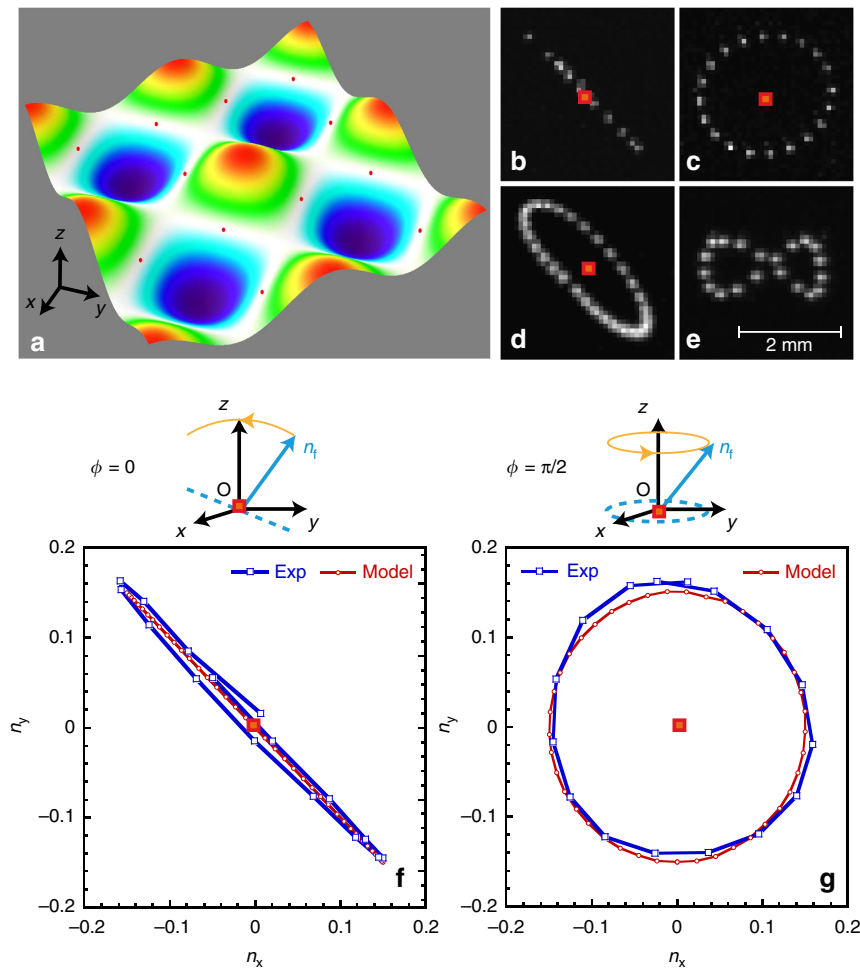 z
x
y
a
b
c
d
e
2 mm
z
ϕ = 0
n_f
O
x
y
z
ϕ = π/2
n_f
O
x
y
0.2
Exp
Model
0.1
n_y
0
–0.1
f
–0.2
–0.2
–0.1
0
0.1
0.2
n_x
0.2
Exp
Model
0.1
n_y
0
–0.1
g
–0.2
–0.2
–0.1
0
0.1
0.2
n_x